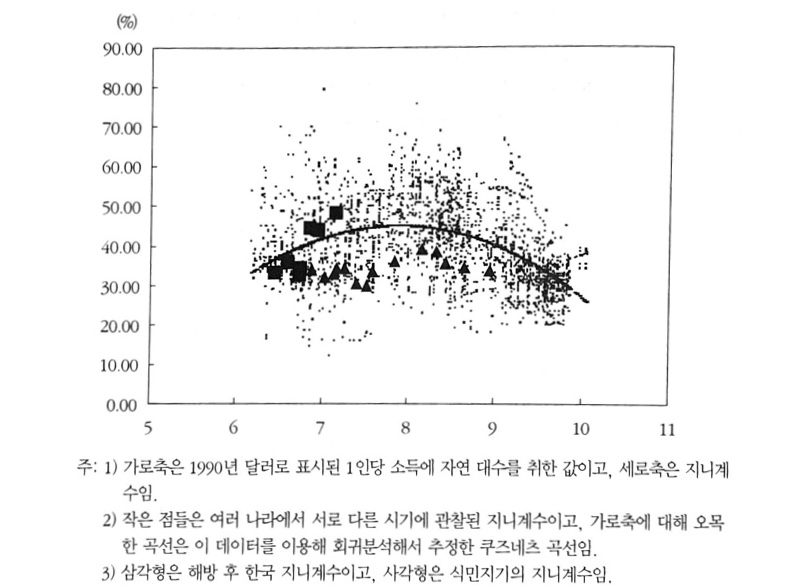 (%)
90.00
80.00
70.00
60.00
50.00
40.00
30.00
20.00
10.00
0.00
5 6 7 8 9 10 11
주: 1) 가로축은 1990년 달러로 표시된 1인당 소득에 자연 대수를 취한 값이고, 세로축은 지니계
수임.
2) 작은 점들은 여러 나라에서 서로 다른 시기에 관찰된 지니계수이고, 가로축에 대해 오목
한 곡선은 이 데이터를 이용해 회귀분석해서 추정한 쿠즈네츠 곡선임.
3) 삼각형은 해방 후 한국 지니계수이고, 사각형은 식민지기의 지니계수임.